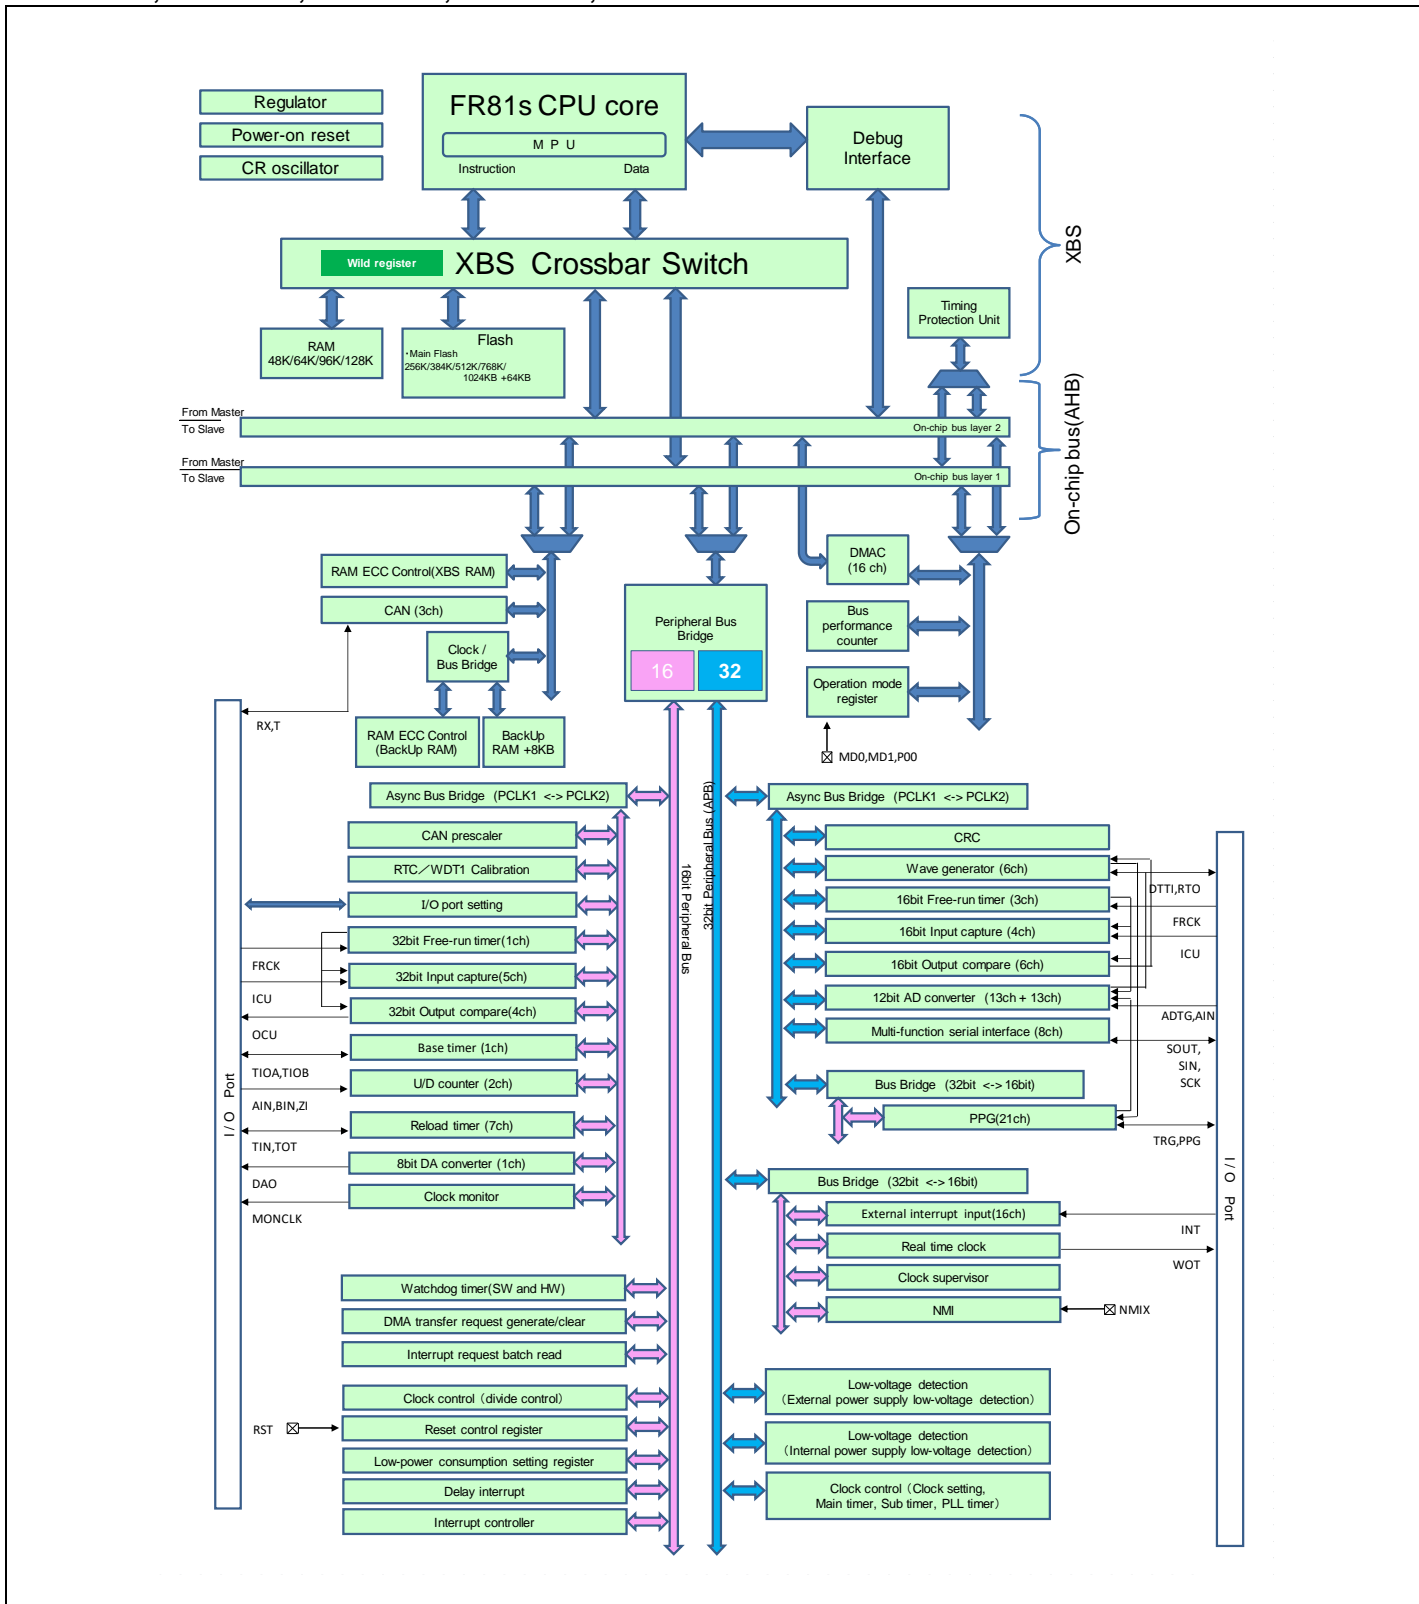 Regulator
Power-on reset
CR oscillator
FR81s CPU core
M P U
Instruction
Data
Debug
Interface
XBS
Wild register
XBS Crossbar Switch
Timing
Protection Unit
RAM
48K/64K/96K/128K
Flash
・Main Flash
256K/384K/512K/768K/
1024KB +64KB
On-chip bus(AHB)
From Master
To Slave
On-chip bus layer 2
From Master
To Slave
On-chip bus layer 1
RAM ECC Control(XBS RAM)
CAN (3ch)
Clock /
Bus Bridge
RAM ECC Control
(BackUp RAM)
BackUp
RAM +8KB
Peripheral Bus
Bridge
16
32
DMAC
(16 ch)
Bus
performance
counter
Operation mode
register
MD0,MD1,P00
RX,T
I / O Port
16bit Peripheral Bus
32bit Peripheral Bus (APB)
Async Bus Bridge (PCLK1 <-> PCLK2)
CAN prescaler
RTC／WDT1 Calibration
I/O port setting
32bit Free-run timer(1ch)
FRCK
32bit Input capture(5ch)
ICU
32bit Output compare(4ch)
OCU
Base timer (1ch)
TIOA,TIOB
U/D counter (2ch)
AIN,BIN,ZI
Reload timer (7ch)
TIN,TOT
8bit DA converter (1ch)
DAO
Clock monitor
MONCLK
Watchdog timer(SW and HW)
DMA transfer request generate/clear
Interrupt request batch read
Clock control（divide control）
RST
Reset control register
Low-power consumption setting register
Delay interrupt
Interrupt controller
Async Bus Bridge (PCLK1 <-> PCLK2)
CRC
Wave generator (6ch)
DTTI,RTO
16bit Free-run timer (3ch)
FRCK
16bit Input capture (4ch)
ICU
16bit Output compare (6ch)
12bit AD converter (13ch + 13ch)
ADTG,AIN
Multi-function serial interface (8ch)
SOUT,
SIN,
SCK
Bus Bridge (32bit <-> 16bit)
PPG(21ch)
TRG,PPG
I / O Port
Bus Bridge (32bit <-> 16bit)
External interrupt input(16ch)
INT
Real time clock
WOT
Clock supervisor
NMI
NMIX
Low-voltage detection
（External power supply low-voltage detection）
Low-voltage detection
（Internal power supply low-voltage detection）
Clock control（Clock setting,
Main timer, Sub timer, PLL timer）